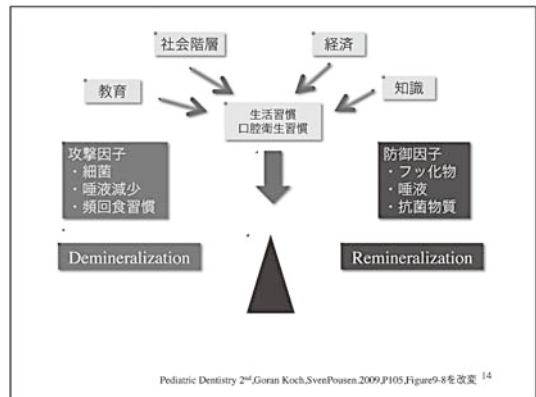 社会階層
経済
教育
知識
生活習慣
口腔衛生習慣
攻撃因子
・細菌
・唾液減少
・頻回食習慣
防御因子
・フッ化物
・唾液
・抗菌物質
Demineralization
Remineralization
Pediatric Dentistry 2nd,Goran Koch,SvenPousen.2009,P105,Figure9-8を改変
14